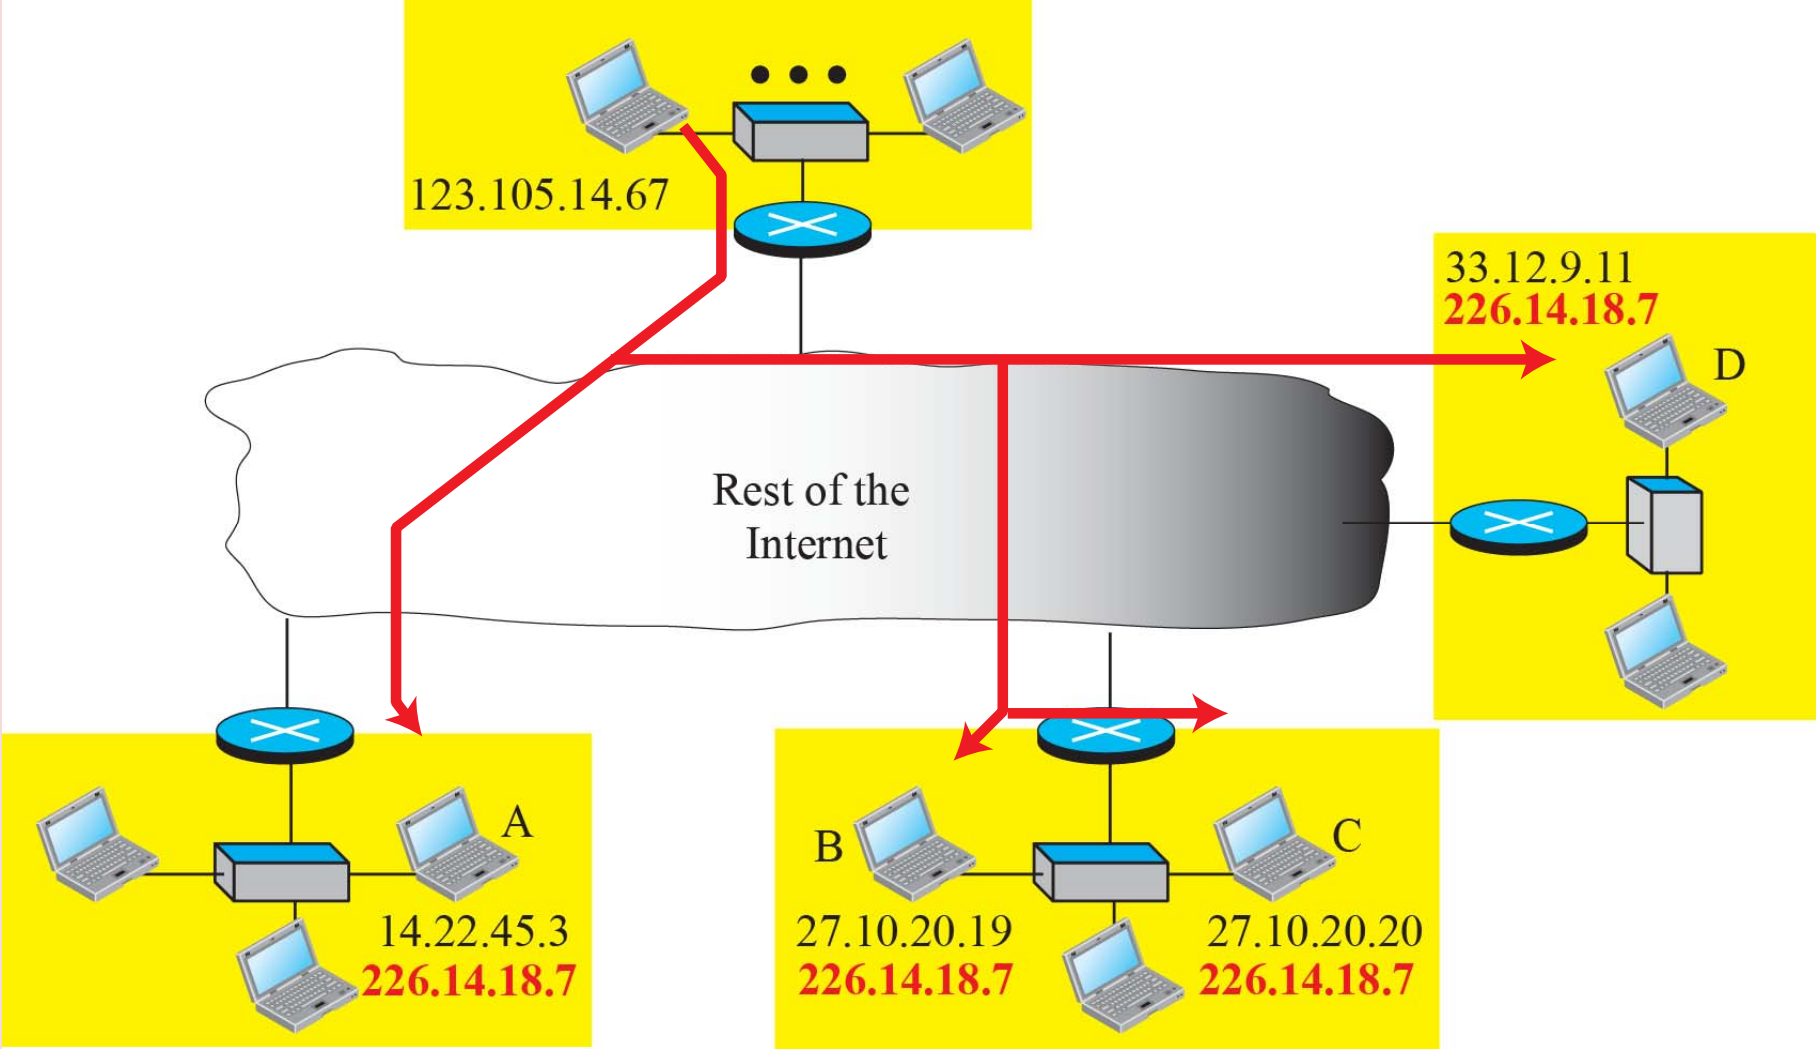 123.105.14.67
33.12.9.11
226.14.18.7
D
Rest of the
Internet
A
14.22.45.3
226.14.18.7
B
C
27.10.20.19
27.10.20.20
226.14.18.7
226.14.18.7